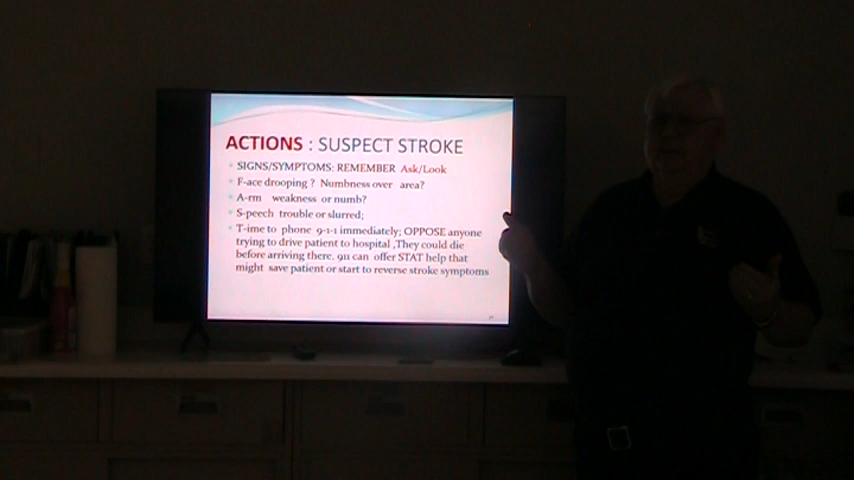 ACTIONS : SUSPECT STROKE
SIGNS/SYMPTOMS: REMEMBER Ask/Look
F-ace drooping ? Numbness over area?
A-rm weakness or numb?
S-peech trouble or slurred;
T-ime to phone 9-1-1 immediately; OPPOSE anyone
trying to drive patient to hospital ,They could die
before arriving there. 911 can offer STAT help that
might save patient or start to reverse stroke symptoms